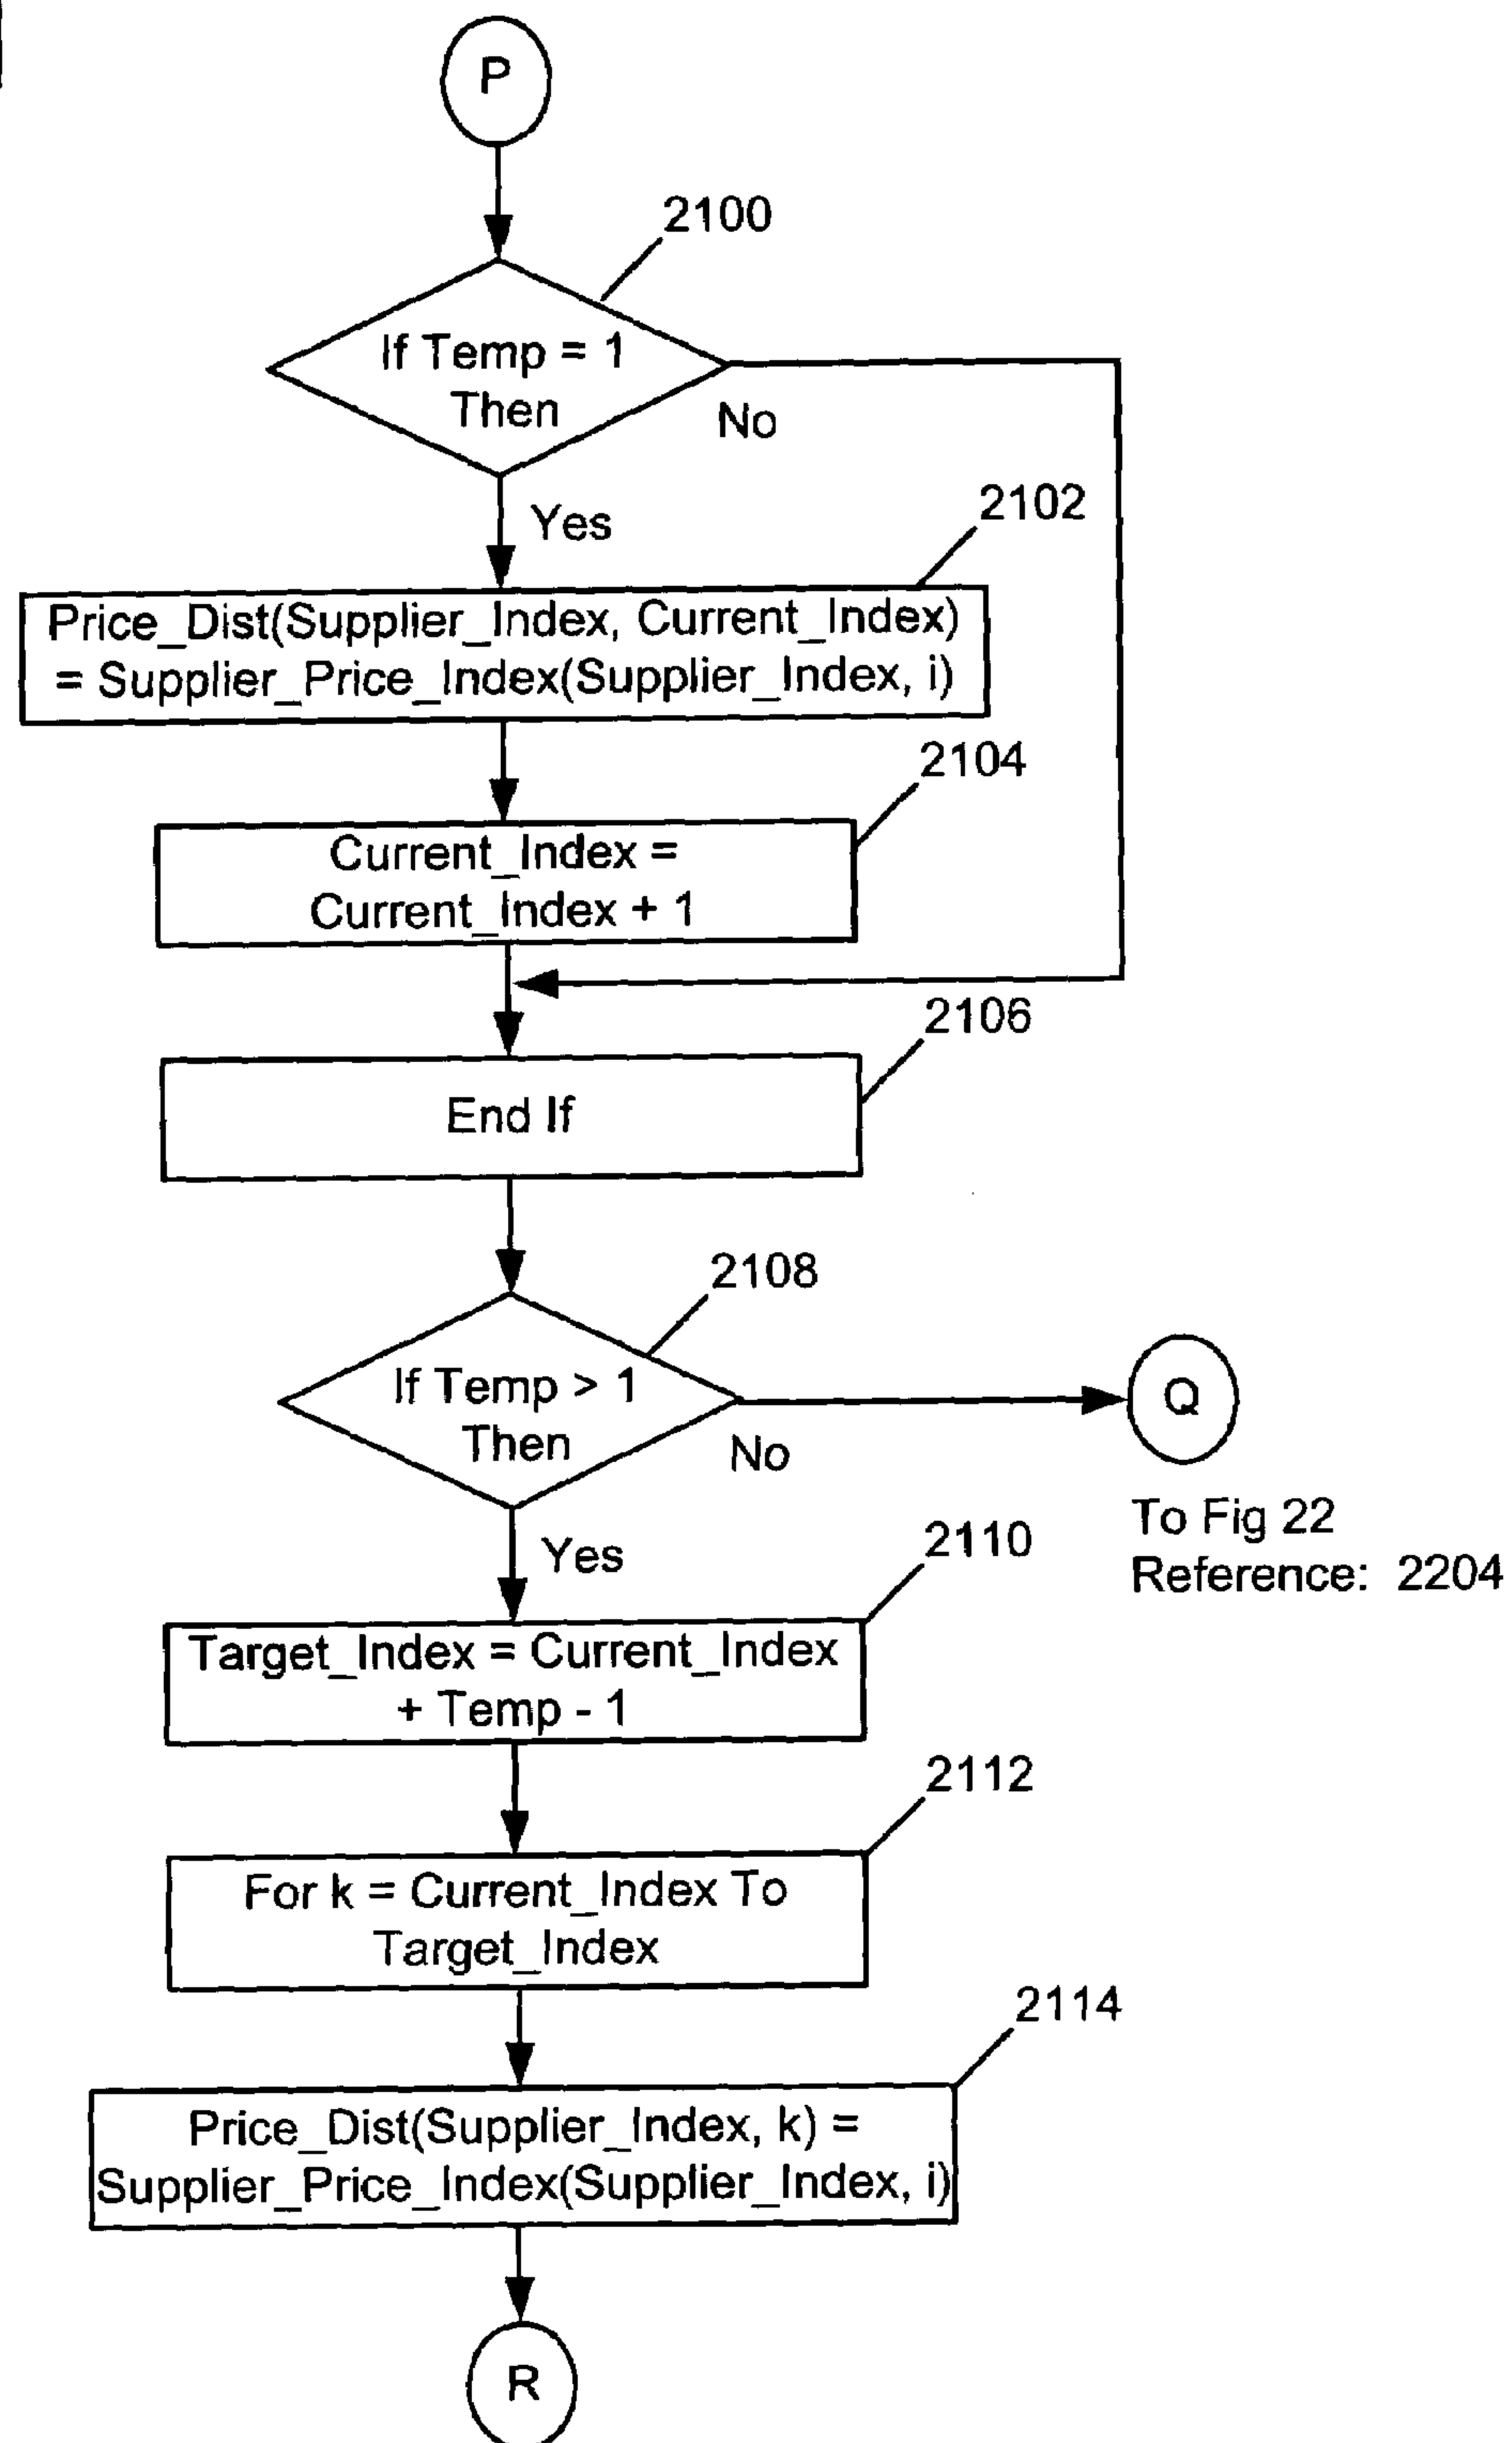 P
2100
If Temp = 1
Then
No
Yes
2102
Price_Dist(Supplier_Index, Current_Index)
= Supplier_Price_Index(Supplier_Index, i)
2104
Current_Index =
Current_Index + 1
2106
End If
2108
If Temp > 1
Then
No
Q
To Fig 22
Reference: 2204
Yes
2110
Target_Index = Current_Index
+ Temp - 1
2112
For k = Current_Index To
Target_Index
2114
Price_Dist(Supplier_Index, k) =
Supplier_Price_Index(Supplier_Index, i)
R